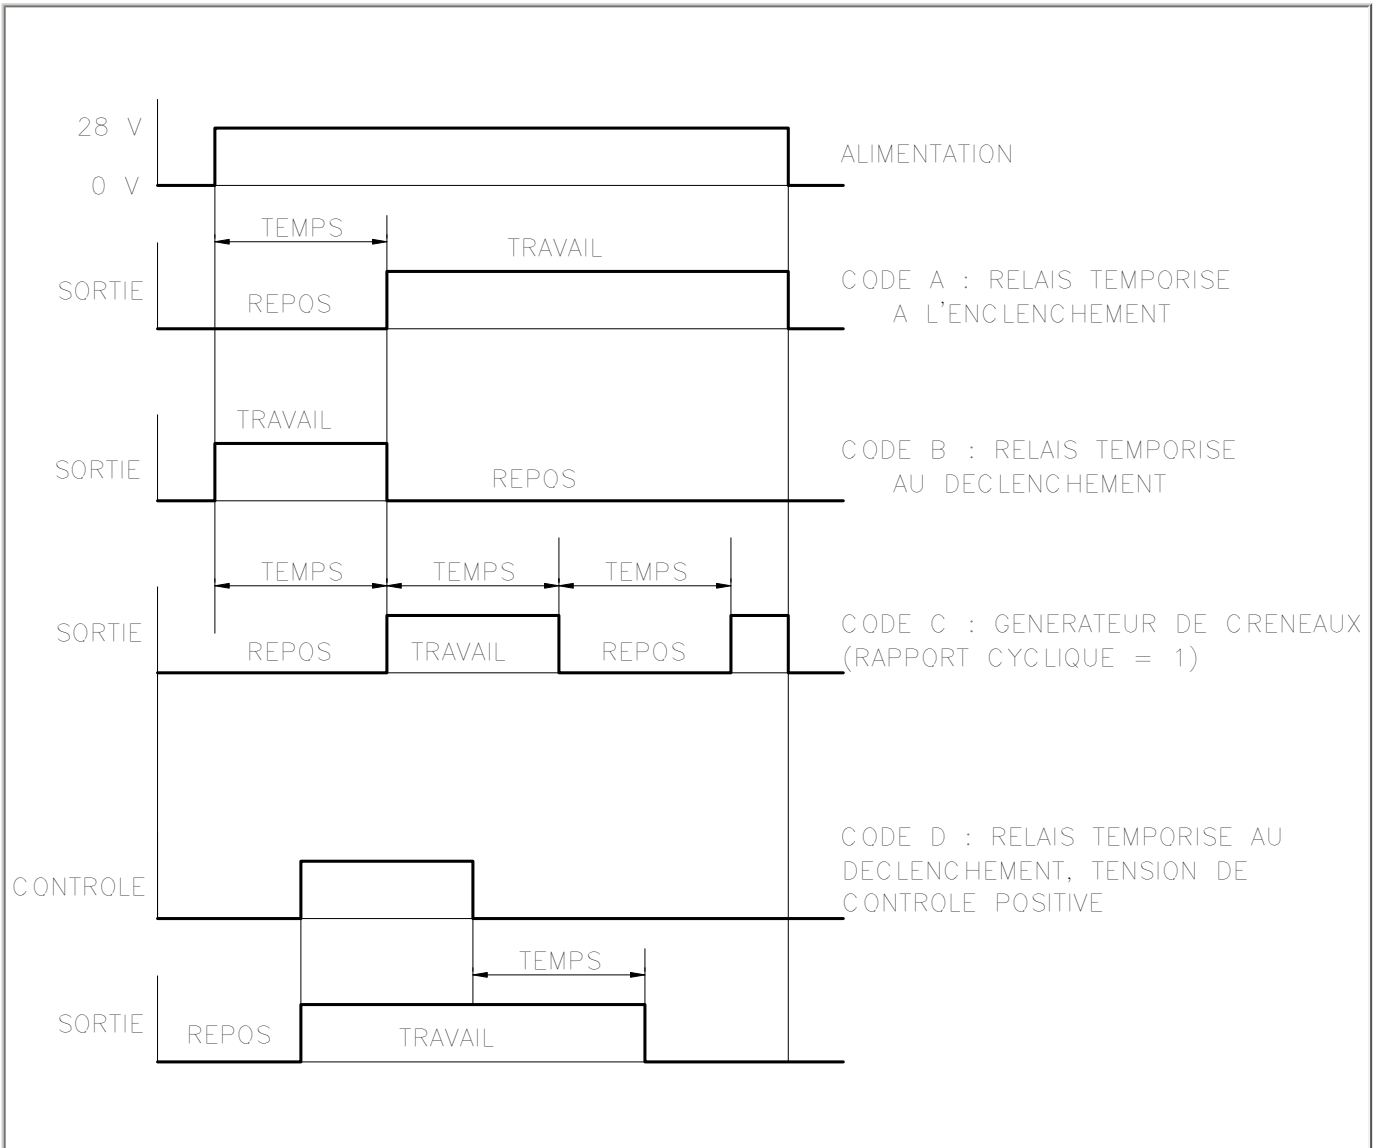 28 V
ALIMENTATION
0 V
TEMPS
TRAVAIL
SORTIE
REPOS
CODE A : RELAIS TEMPORISE
A L'ENCLENCHEMENT
TRAVAIL
SORTIE
REPOS
CODE B : RELAIS TEMPORISE
AU DECLENCHEMENT
TEMPS
TEMPS
TEMPS
SORTIE
REPOS
TRAVAIL
REPOS
CODE C : GENERATEUR DE CRENEAUX
(RAPPORT CYCLIQUE = 1)
CONTROLE
CODE D : RELAIS TEMPORISE AU
DECLENCHEMENT, TENSION DE
CONTROLE POSITIVE
TEMPS
SORTIE
REPOS
TRAVAIL